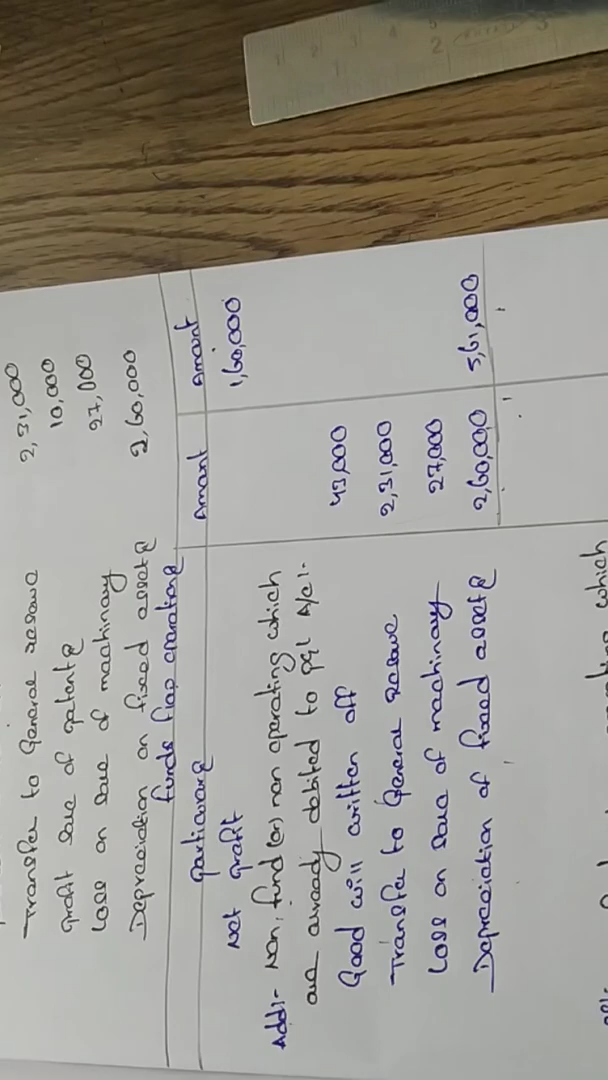 Transfer to General reserve 2,31,000
profit sale of patents 10,000
Loss on sale of machinary 27,000
Depreciation on fixed assets 2,60,000
funds flow operations
particulars Amount Amount
Net profit 1,60,000
Add:- Non, fund (or) non operating which
are already debited to P&L A/c:-
Good will written off 43,000
Transfer to General reserve 2,31,000
Loss on sale of machinary 27,000
Depreciation of fixed assets 2,60,000 5,61,000
which